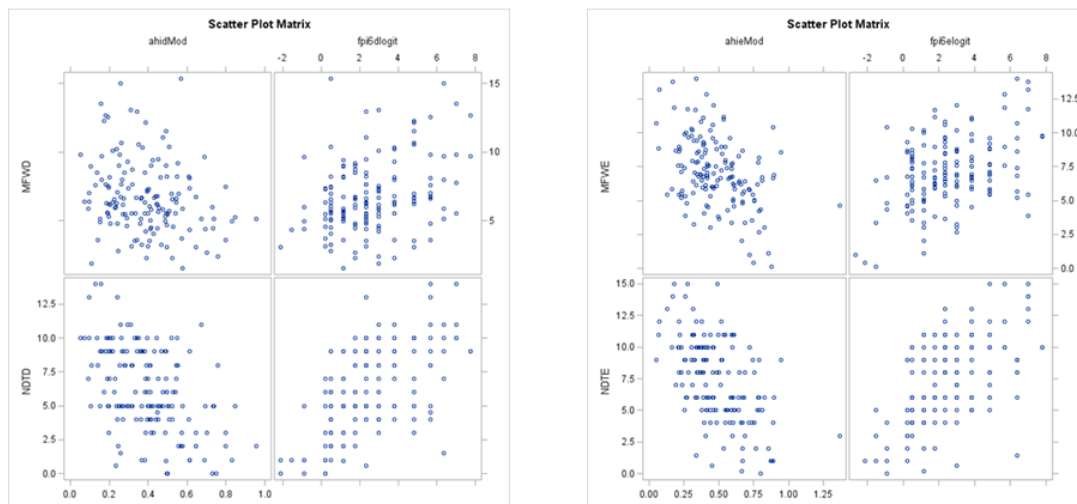 Scatter Plot Matrix
ahidMod fpi6dlogit
-2 0 2 4 6 8
MFWD
15
10
5
NDTD
12.5
10.0
7.5
5.0
2.5
0.0
0.0 0.2 0.4 0.6 0.8 1.0
Scatter Plot Matrix
ahieMod fpi6elogit
-2 0 2 4 6 8
MFWE
12.5
10.0
7.5
5.0
2.5
0.0
NDTE
15.0
12.5
10.0
7.5
5.0
2.5
0.0
0.00 0.25 0.50 0.75 1.00 1.25